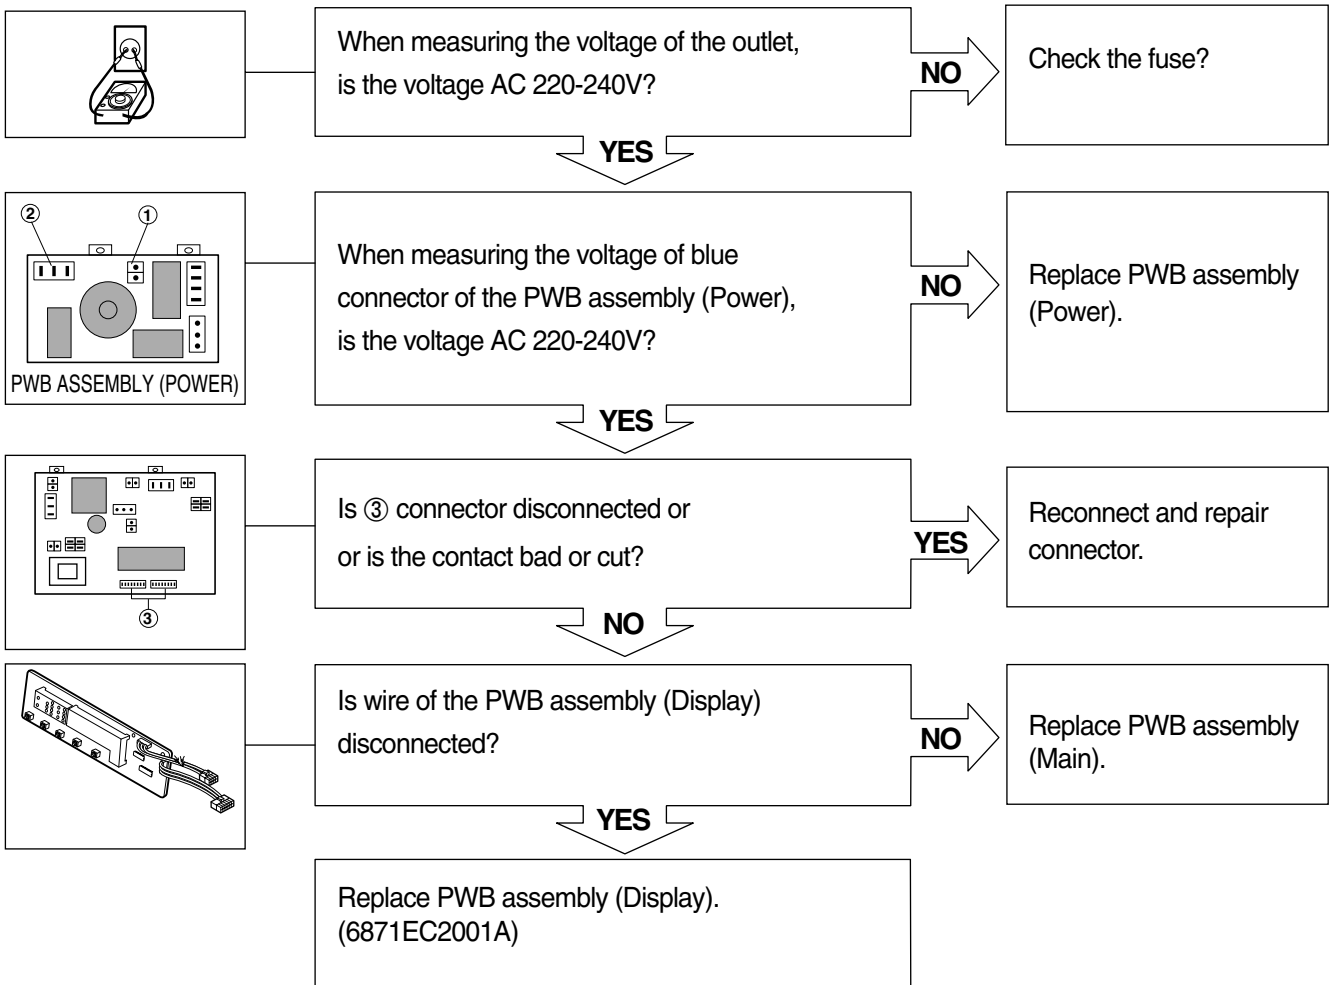 When measuring the voltage of the outlet,
is the voltage AC 220-240V?
NO
Check the fuse?
YES
② ①
PWB ASSEMBLY (POWER)
When measuring the voltage of blue
connector of the PWB assembly (Power),
is the voltage AC 220-240V?
NO
Replace PWB assembly
(Power).
YES
③
Is ③ connector disconnected or
or is the contact bad or cut?
YES
Reconnect and repair
connector.
NO
Is wire of the PWB assembly (Display)
disconnected?
NO
Replace PWB assembly
(Main).
YES
Replace PWB assembly (Display).
(6871EC2001A)